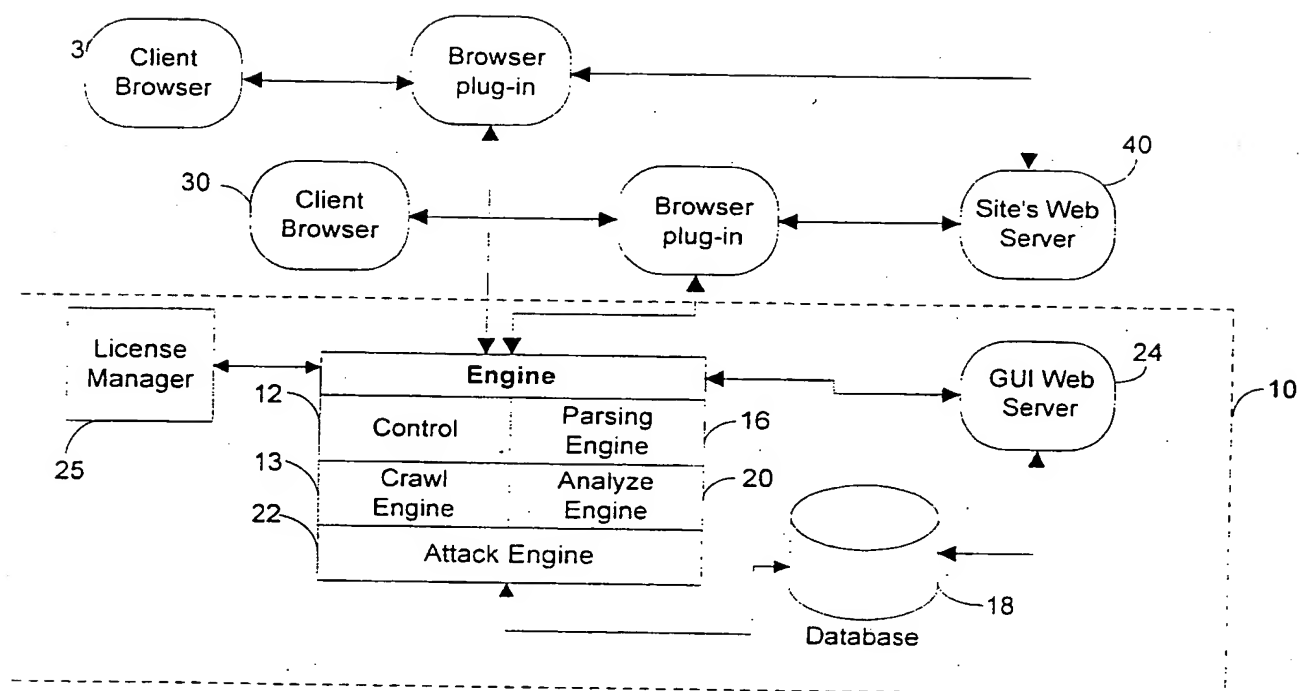 3
Client
Browser
Browser
plug-in
30
Client
Browser
Browser
plug-in
40
Site's Web
Server
License
Manager
25
Engine
12
Control
Parsing
Engine
16
13
Crawl
Engine
Analyze
Engine
20
22
Attack Engine
GUI Web
Server
24
10
18
Database